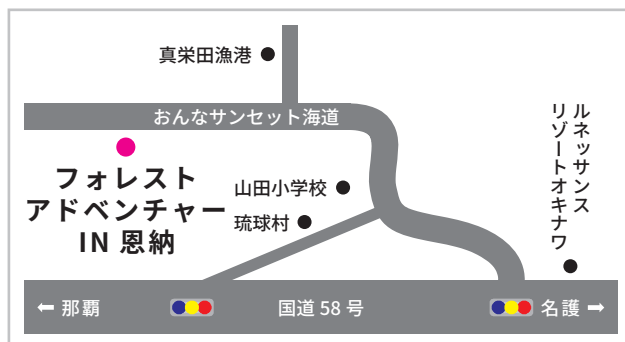 真栄田漁港
おんなサンセット海道
フォレスト
アドベンチャー
IN 恩納
山田小学校
琉球村
ルネッサンス
リゾートオキナワ
← 那覇
国道 58 号
名護 →